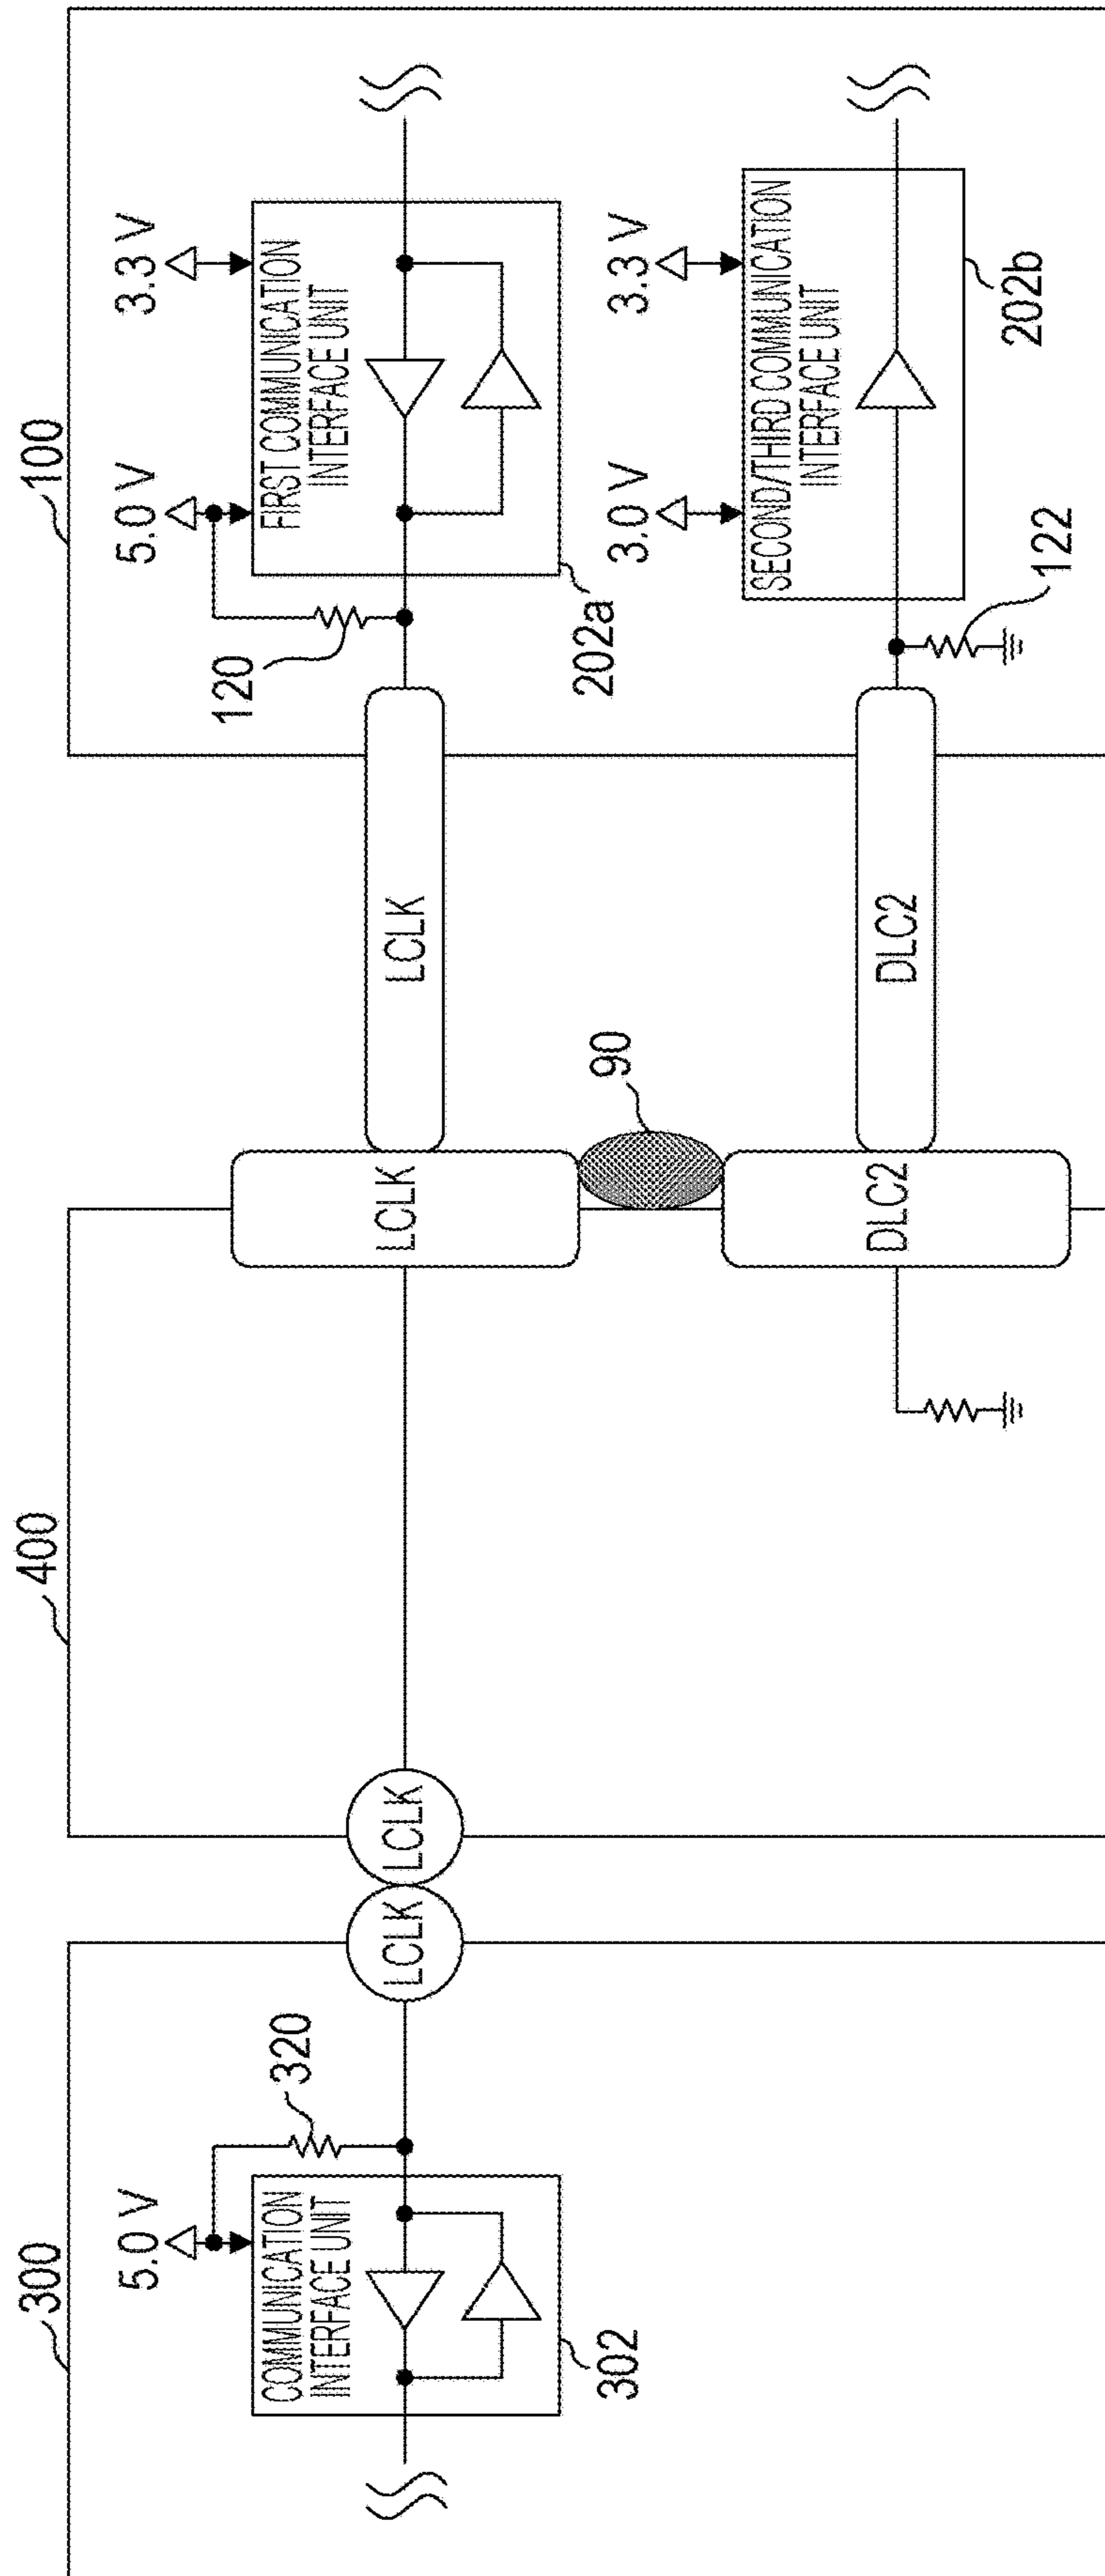 300
400
100
5.0 V
320
COMMUNICATION
INTERFACE UNIT
302
LCLK
LCLK
LCLK
LCLK
90
5.0 V
3.3 V
120
FIRST COMMUNICATION
INTERFACE UNIT
202a
DLC2
DLC2
3.0 V
3.3 V
SECOND/THIRD COMMUNICATION
INTERFACE UNIT
122
202b